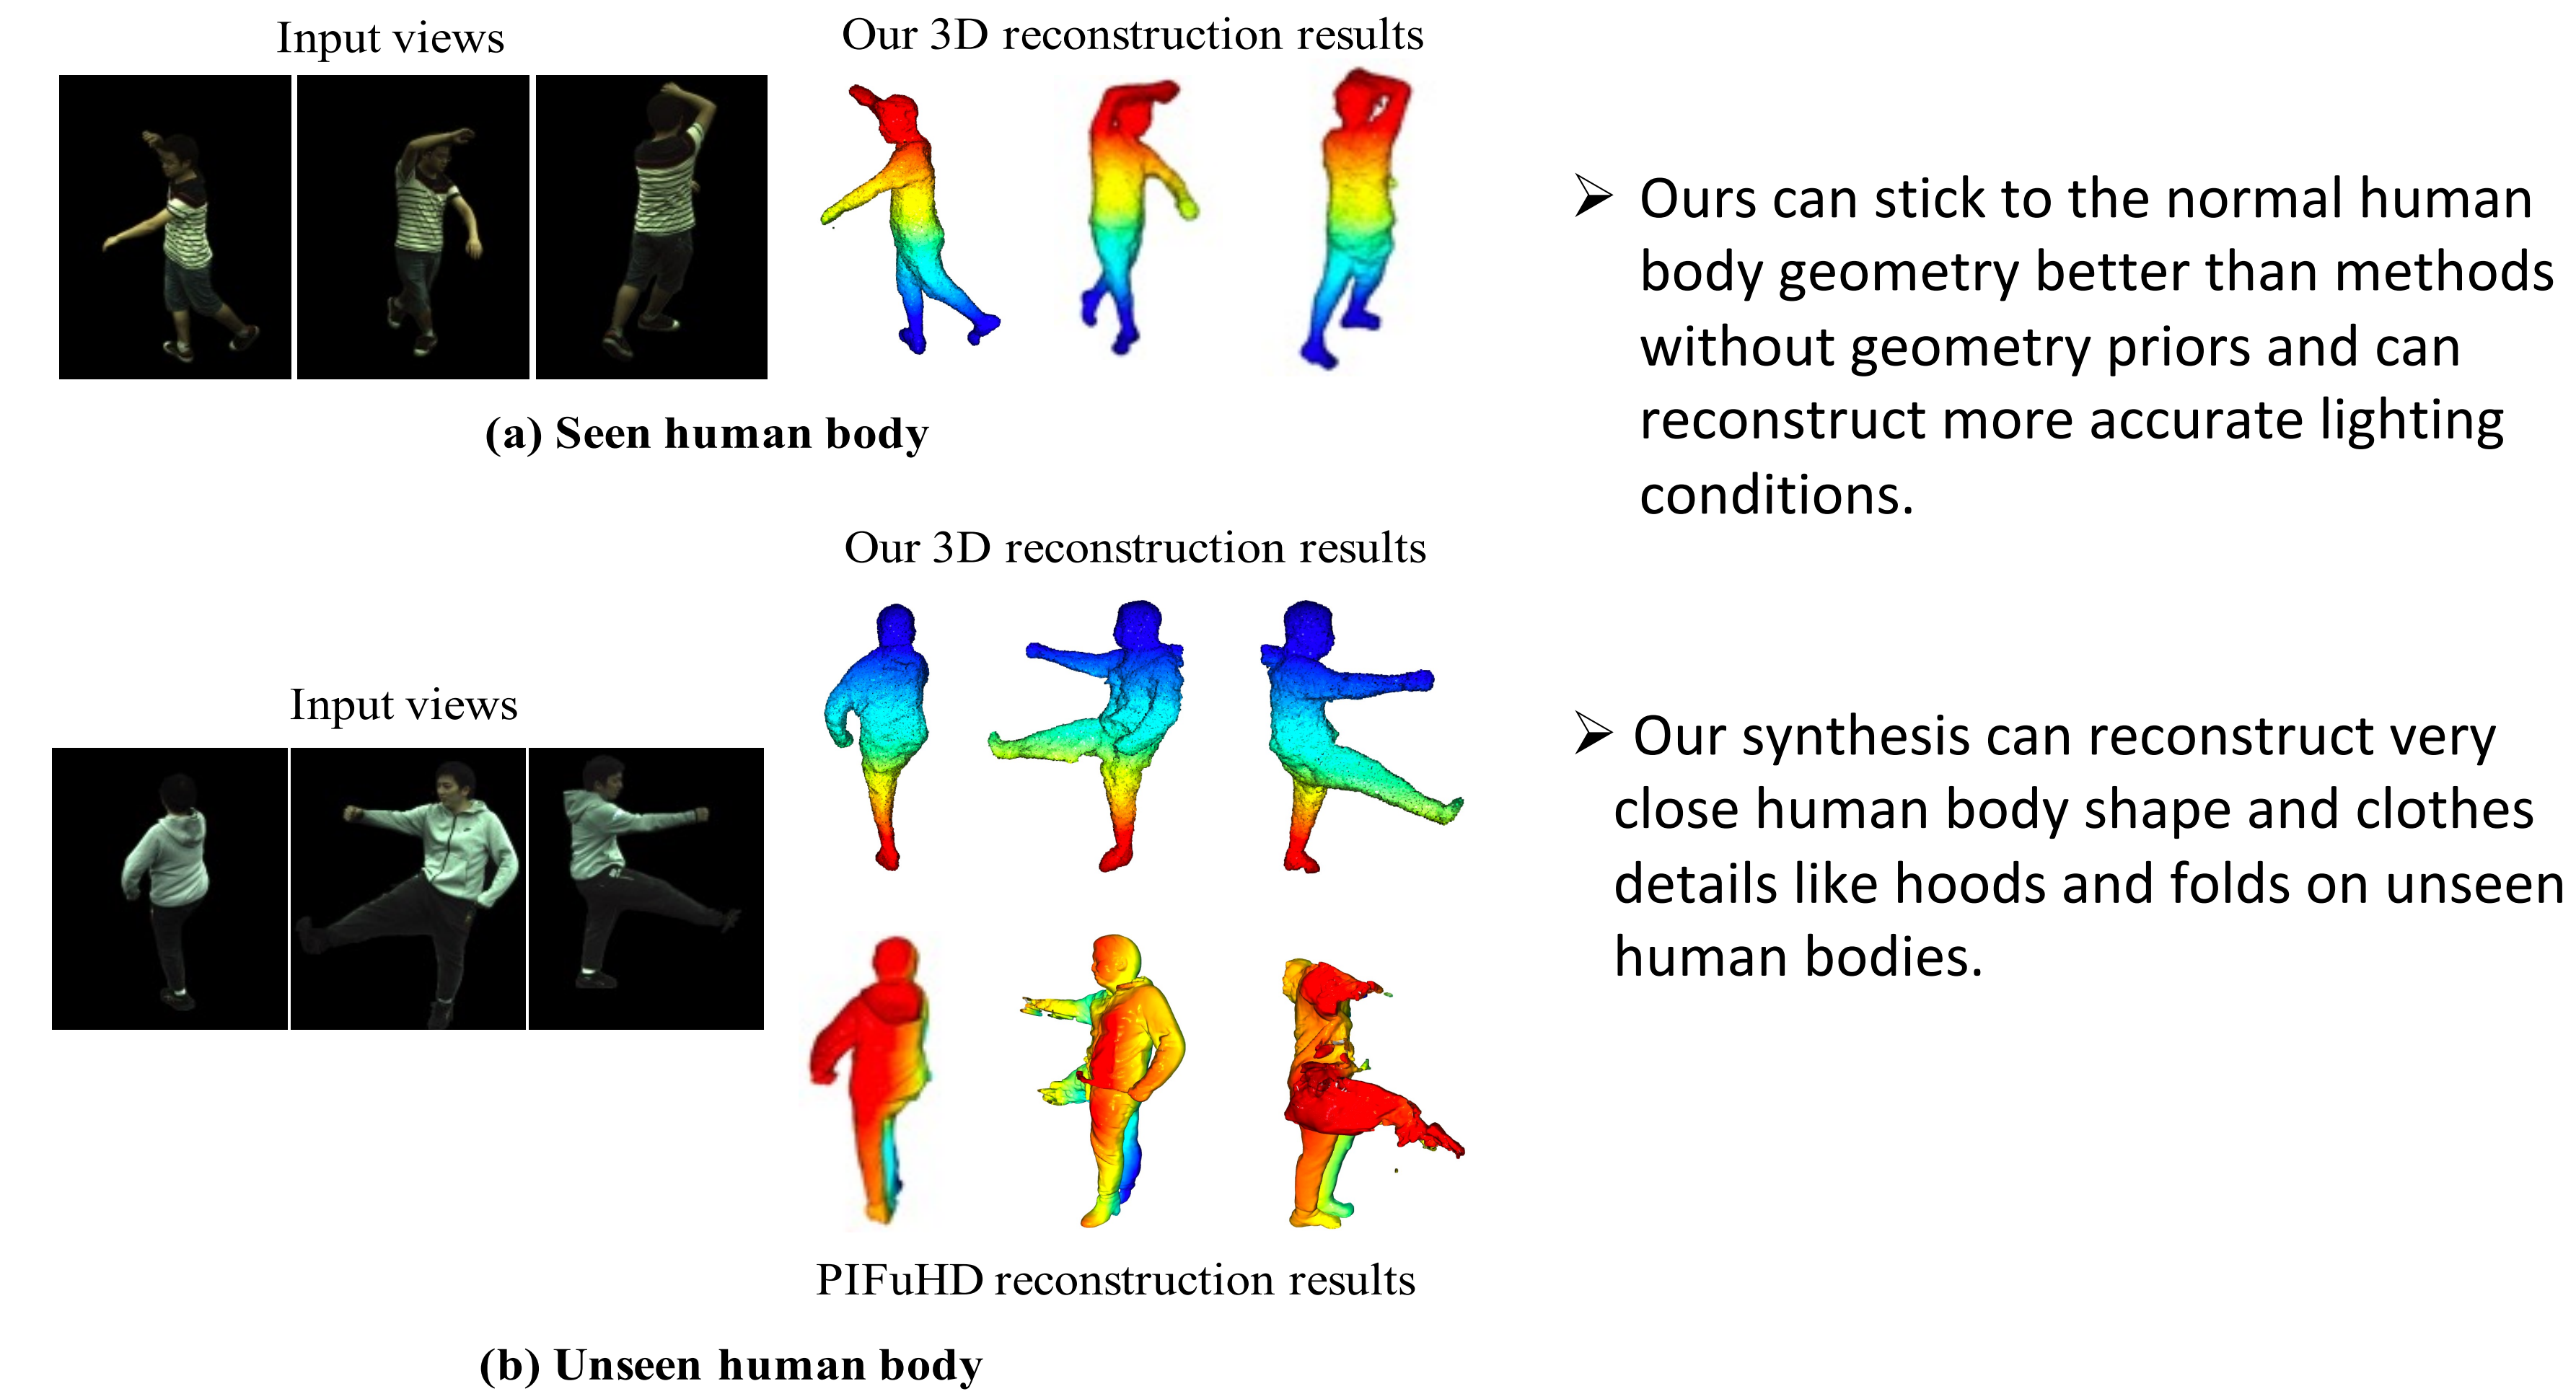 Input views
Our 3D reconstruction results
(a) Seen human body
➢ Ours can stick to the normal human
body geometry better than methods
without geometry priors and can
reconstruct more accurate lighting
conditions.
Our 3D reconstruction results
Input views
PIFuHD reconstruction results
(b) Unseen human body
➢ Our synthesis can reconstruct very
close human body shape and clothes
details like hoods and folds on unseen
human bodies.